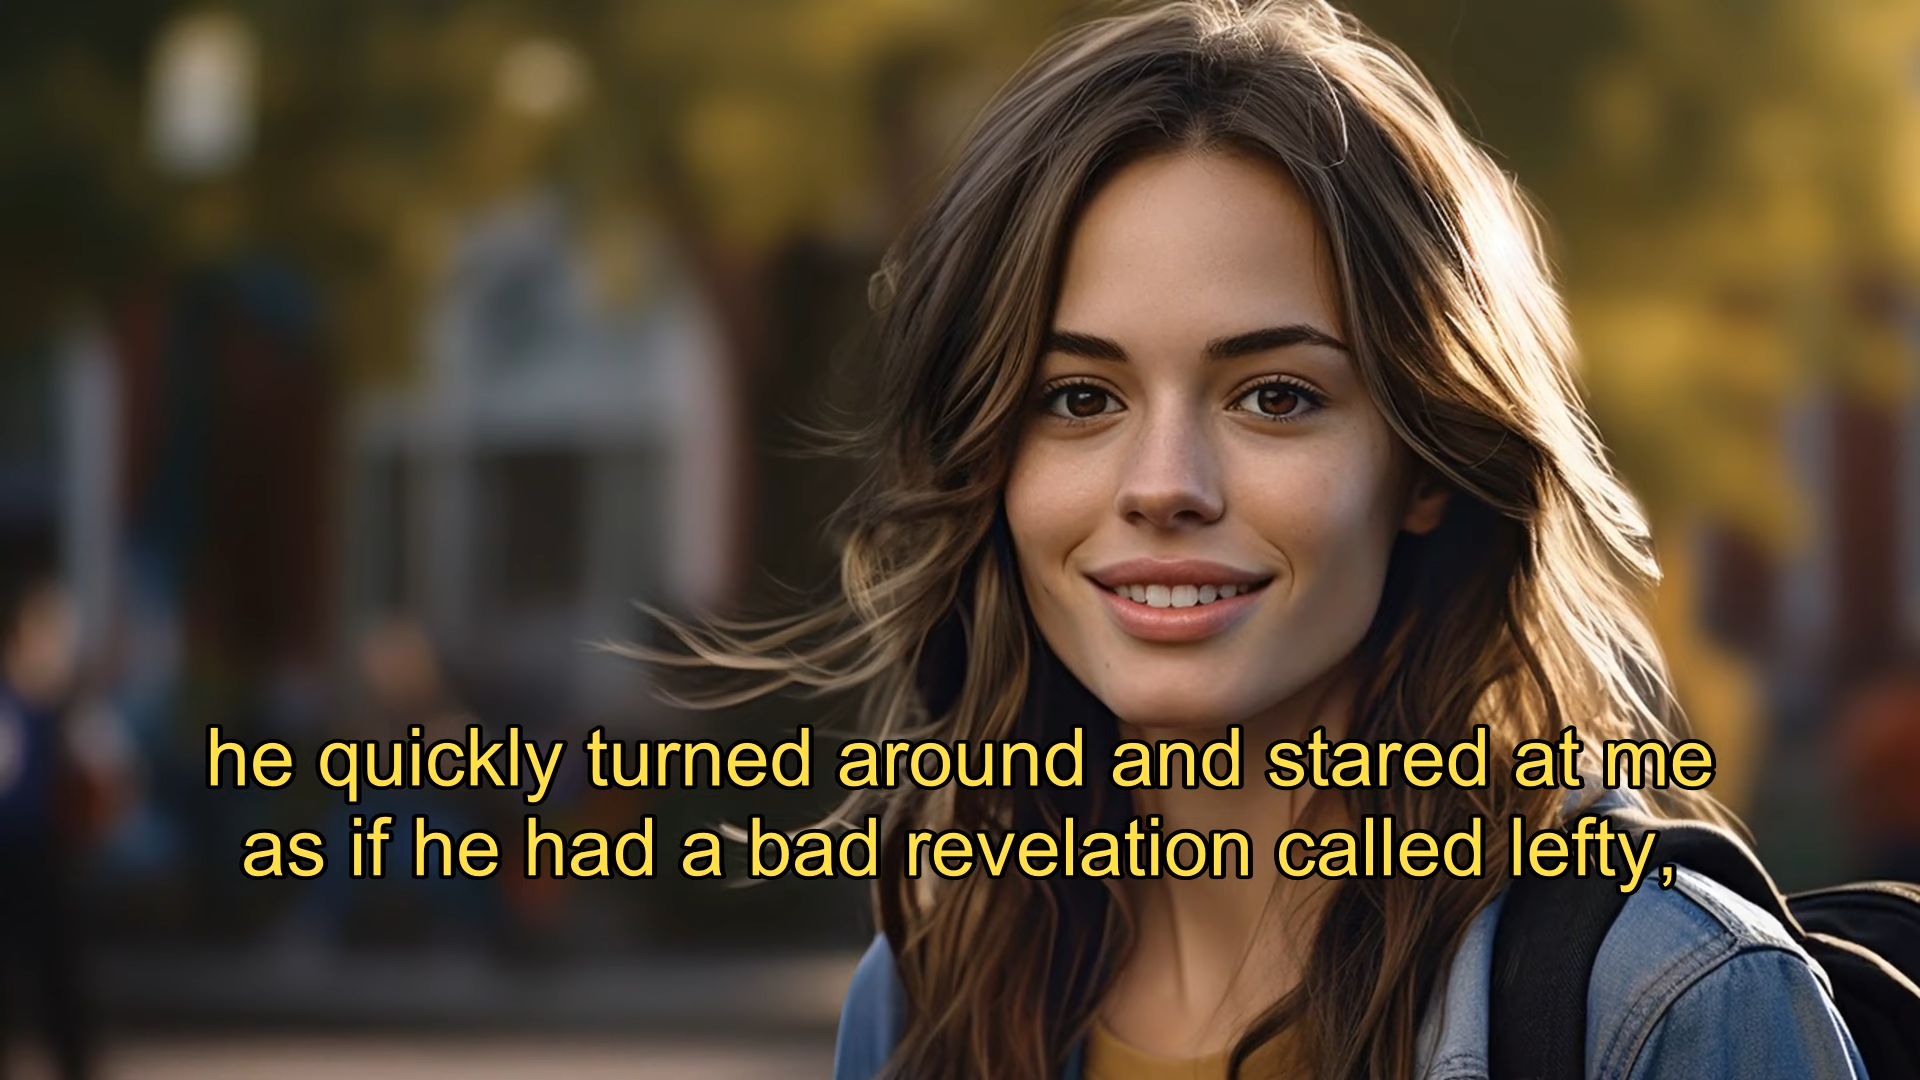 he quickly turned around and stared at me
as if he had a bad revelation called lefty,